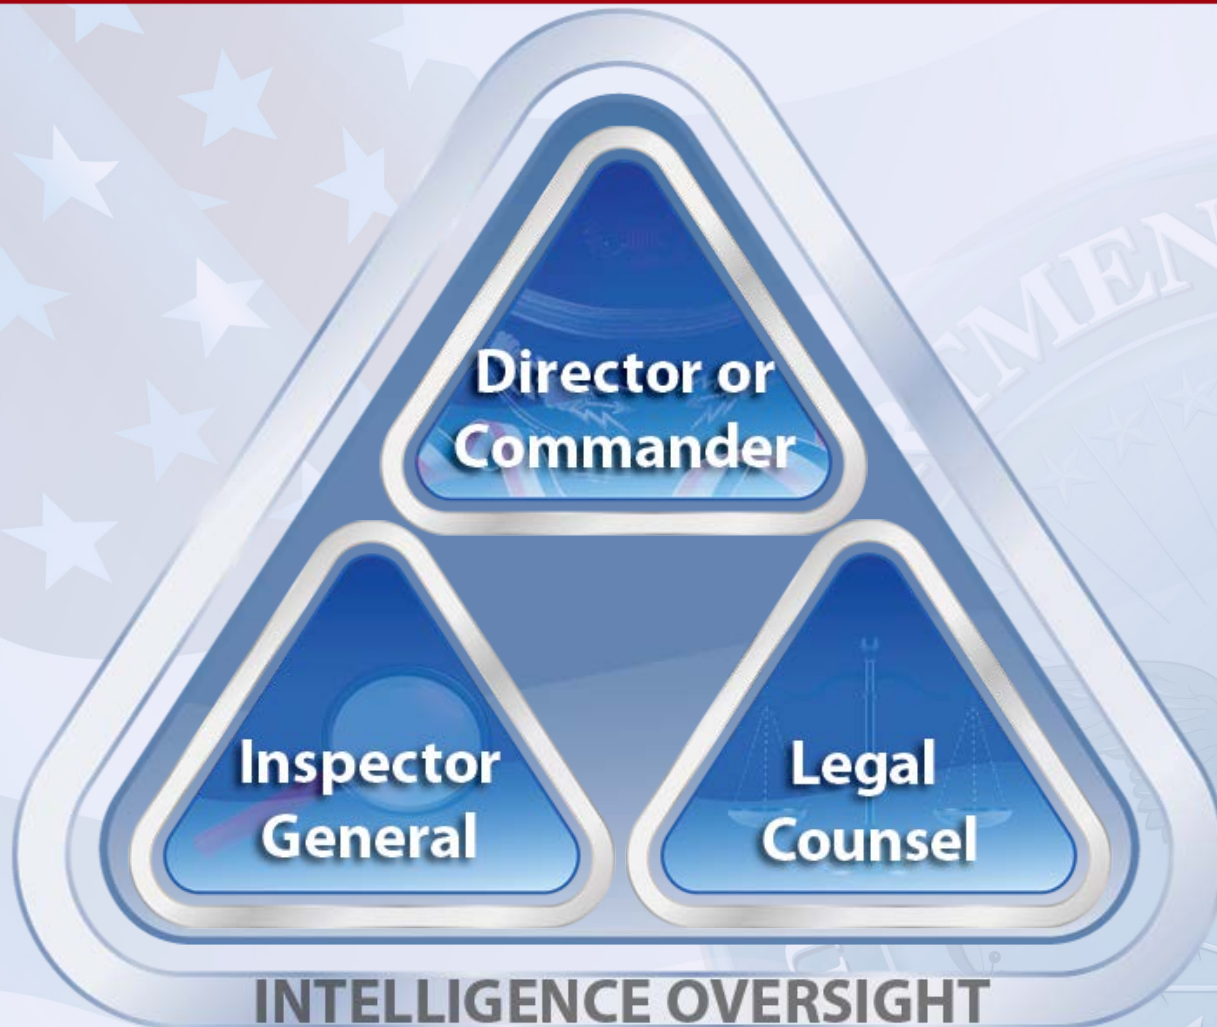 Director or
Commander
Inspector
General
Legal
Counsel
INTELLIGENCE OVERSIGHT